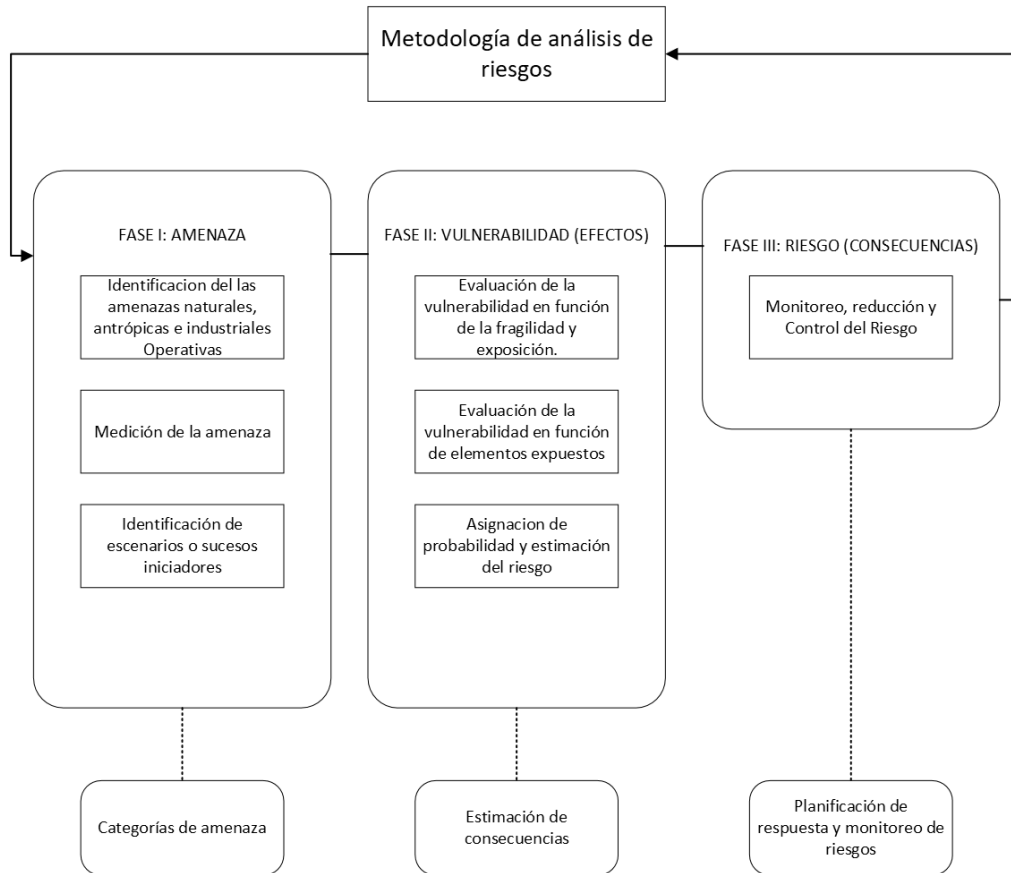 Metodología de análisis de
riesgos
FASE I: AMENAZA
Identificacion del las
amenazas naturales,
antrópicas e industriales
Operativas
Medición de la amenaza
Identificación de
escenarios o sucesos
iniciadores
Categorías de amenaza
FASE II: VULNERABILIDAD (EFECTOS)
Evaluación de la
vulnerabilidad en función
de la fragilidad y
exposición.
Evaluación de la
vulnerabilidad en función
de elementos expuestos
Asignacion de
probabilidad y estimación
del riesgo
Estimación de
consecuencias
FASE III: RIESGO (CONSECUENCIAS)
Monitoreo, reducción y
Control del Riesgo
Planificación de
respuesta y monitoreo de
riesgos